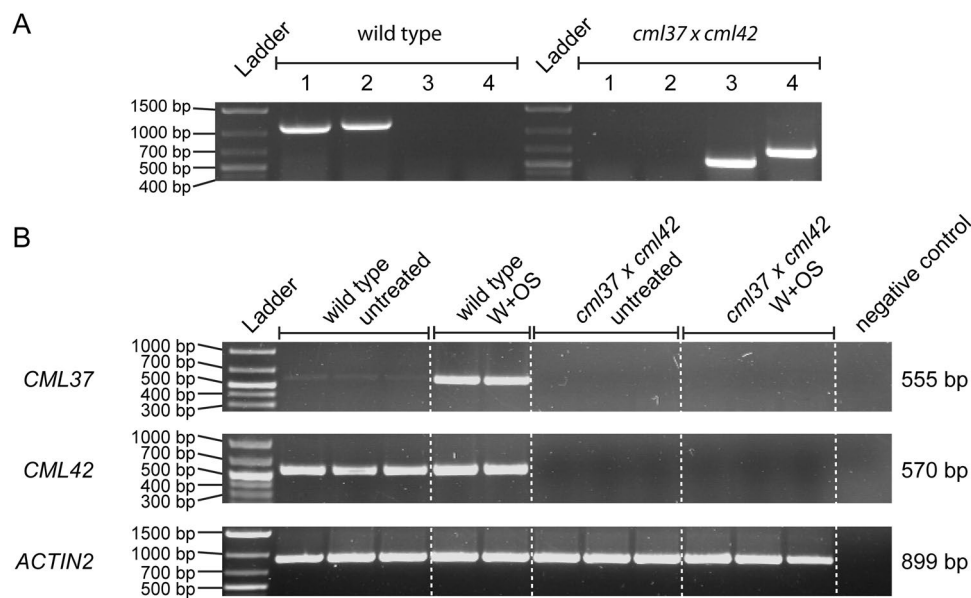 A
Ladder
wild type
Ladder
cml37 x cml42
1 2 3 4 1 2 3 4
1500 bp
1000 bp
700 bp
500 bp
400 bp
B
Ladder
wild type
untreated
wild type
W+OS
cml37 x cml42
untreated
cml37 x cml42
W+OS
negative control
CML37
1000 bp
700 bp
500 bp
400 bp
300 bp
555 bp
CML42
1000 bp
700 bp
500 bp
400 bp
300 bp
570 bp
ACTIN2
1500 bp
1000 bp
700 bp
500 bp
899 bp